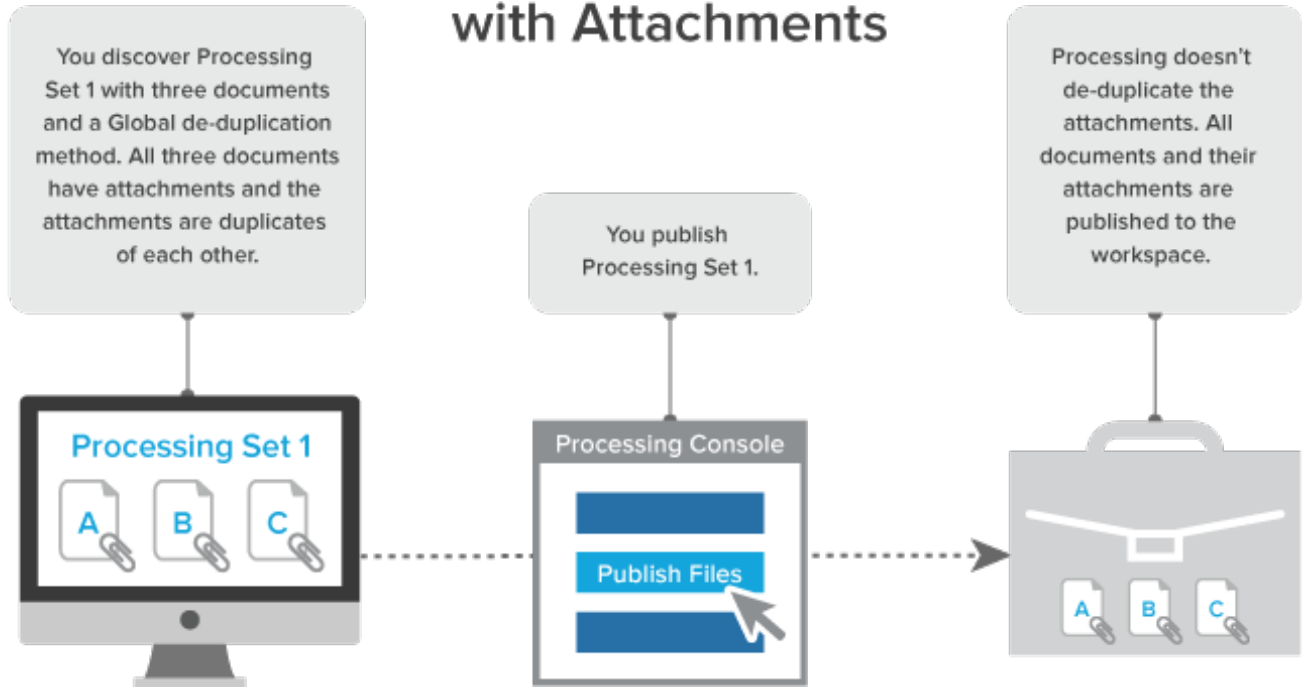 with Attachments
You discover Processing
Set 1 with three documents
and a Global de-duplication
method. All three documents
have attachments and the
attachments are duplicates
of each other.
You publish
Processing Set 1.
Processing doesn’t
de-duplicate the
attachments. All
documents and their
attachments are
published to the
workspace.
Processing Set 1
A B C
Processing Console
Publish Files
A B C